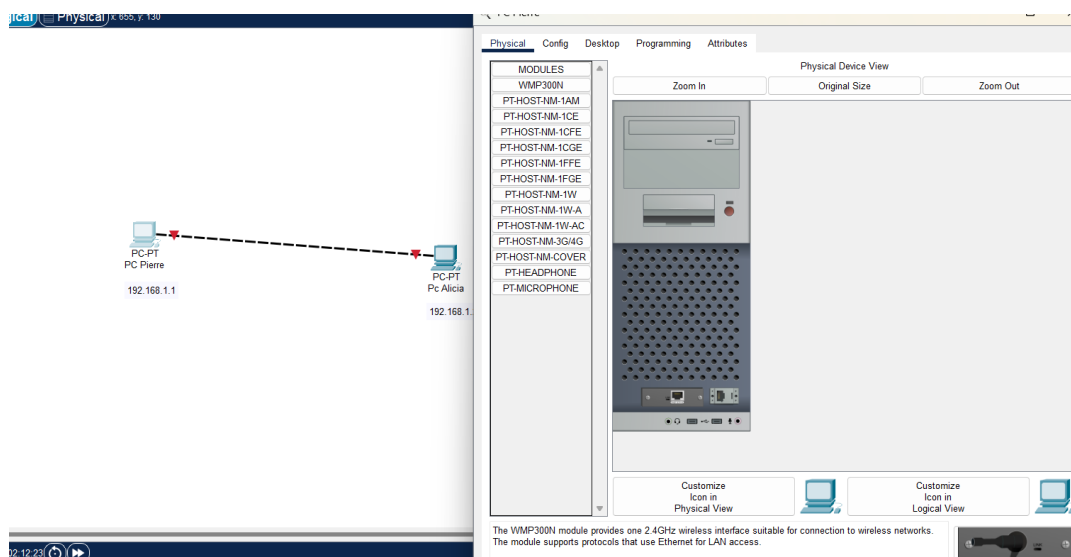 Physical x: 655, y: 130
Physical Config Desktop Programming Attributes
MODULES
WMP300N
PT-HOST-NM-1AM
PT-HOST-NM-1CE
PT-HOST-NM-1CFE
PT-HOST-NM-1CGE
PT-HOST-NM-1FFE
PT-HOST-NM-1FGE
PT-HOST-NM-1W
PT-HOST-NM-1W-A
PT-HOST-NM-1W-AC
PT-HOST-NM-3G/4G
PT-HOST-NM-COVER
PT-HEADPHONE
PT-MICROPHONE
Physical Device View
Zoom In Original Size Zoom Out
PC-PT
PC Pierre
192.168.1.1
PC-PT
Pc Alicia
192.168.1.
Customize
Icon in
Physical View
Customize
Icon in
Logical View
The WMP300N module provides one 2.4GHz wireless interface suitable for connection to wireless networks.
The module supports protocols that use Ethernet for LAN access.
02:12:23